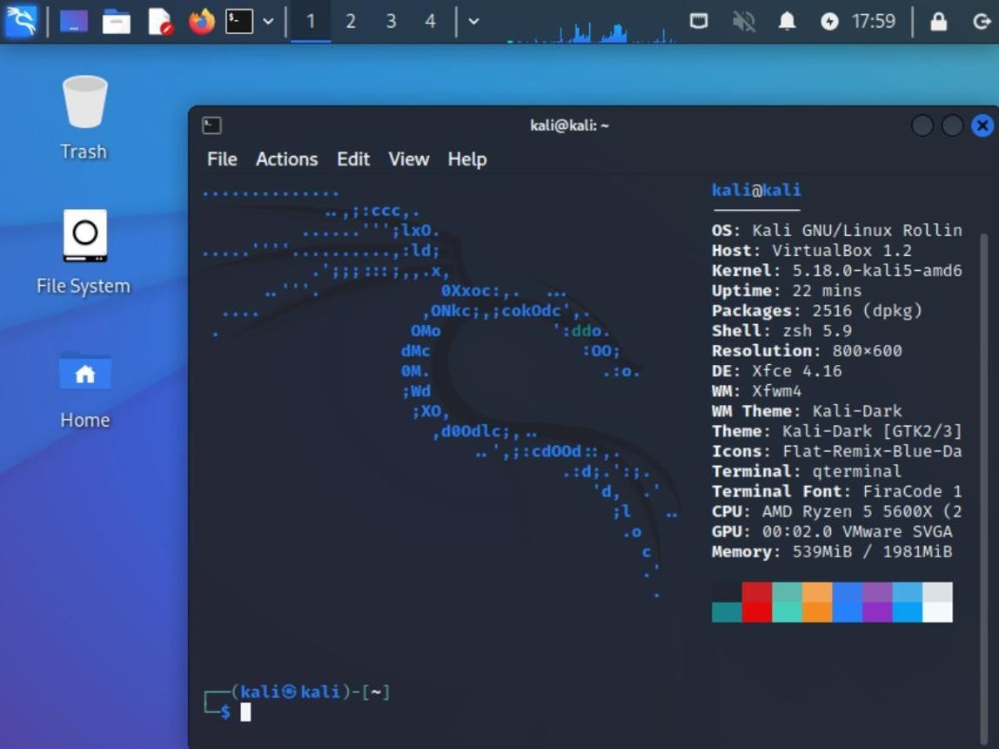 1 2 3 4 17:59
Trash
File System
Home
kali@kali: ~
File Actions Edit View Help
..............
..,;:ccc,.
......''';lxO.
.....''''..........,:ld;
.';;;:::;,,.x,
..'''. 0Xxoc:,. ...
.... ,ONkc;,;cokOdc',.
. OMo ':ddo.
dMc :OO;
0M. .:o.
;Wd
;XO,
,d0Odlc;,..
..',;:cdOOd::,.
.:d;.':;.
'd, .'
;l ..
.o
c
.'
.
kali@kali
OS: Kali GNU/Linux Rollin
Host: VirtualBox 1.2
Kernel: 5.18.0-kali5-amd6
Uptime: 22 mins
Packages: 2516 (dpkg)
Shell: zsh 5.9
Resolution: 800×600
DE: Xfce 4.16
WM: Xfwm4
WM Theme: Kali-Dark
Theme: Kali-Dark [GTK2/3]
Icons: Flat-Remix-Blue-Da
Terminal: qterminal
Terminal Font: FiraCode 1
CPU: AMD Ryzen 5 5600X (2
GPU: 00:02.0 VMware SVGA
Memory: 539MiB / 1981MiB
┌──(kali㉿kali)-[~]
└─$